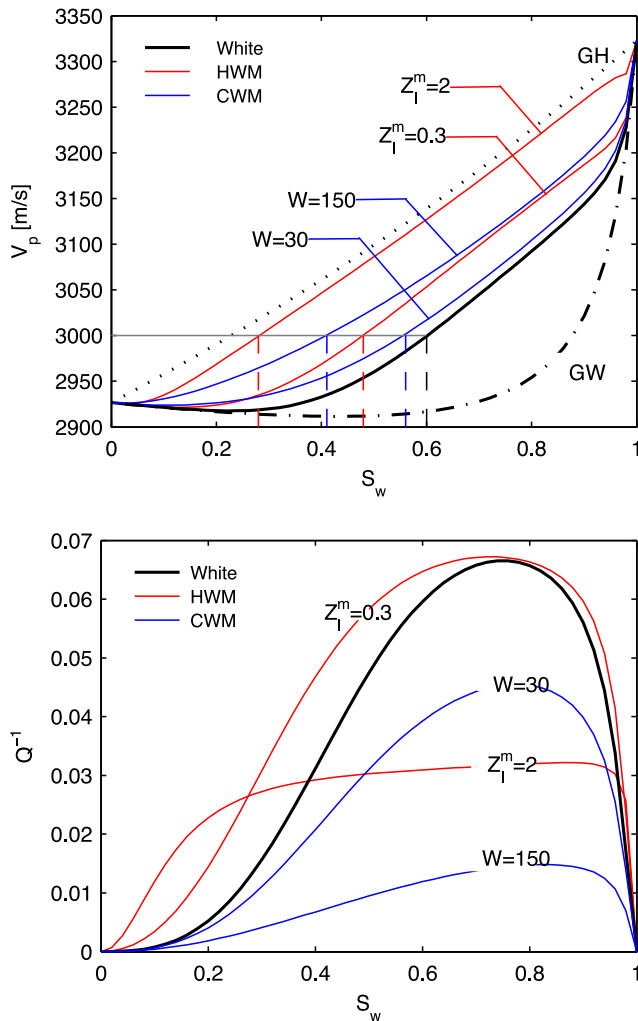 3350
3300
3250
3200
3150
3100
3050
3000
2950
2900
V_p [m/s]
White
HWM
CWM
GH
Z_I^m=2
Z_I^m=0.3
W=150
W=30
GW
0 0.2 0.4 0.6 0.8 1
S_w
0.07
0.06
0.05
0.04
0.03
0.02
0.01
0
Q^-1
White
HWM
CWM
Z_I^m=0.3
W=30
Z_I^m=2
W=150
0 0.2 0.4 0.6 0.8 1
S_w